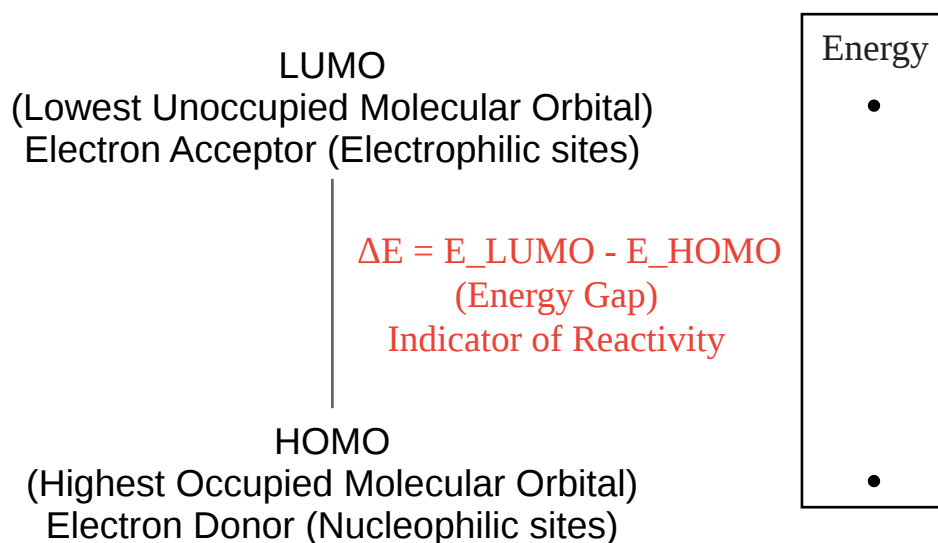 LUMO
(Lowest Unoccupied Molecular Orbital)
Electron Acceptor (Electrophilic sites)
Energy
ΔE = E_LUMO - E_HOMO
(Energy Gap)
Indicator of Reactivity
HOMO
(Highest Occupied Molecular Orbital)
Electron Donor (Nucleophilic sites)